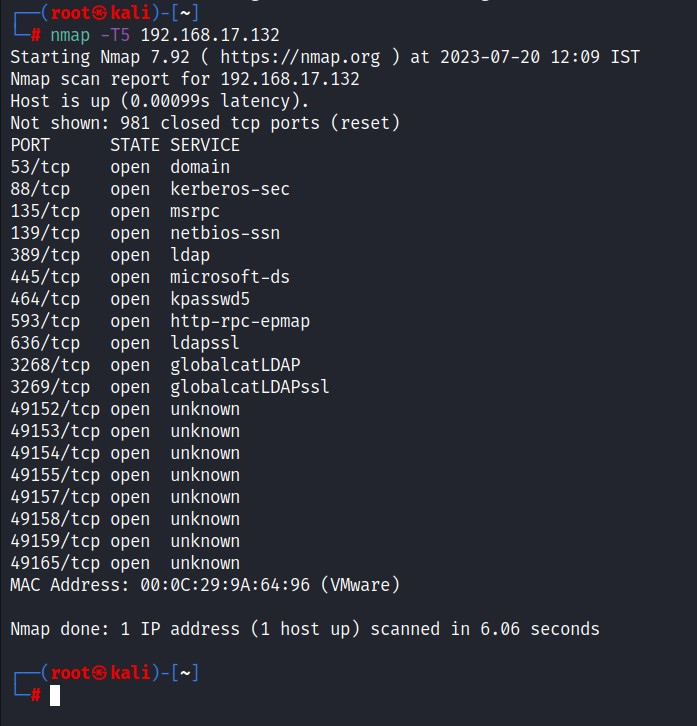 ┌──(root㉿kali)-[~]
└─# nmap -T5 192.168.17.132
Starting Nmap 7.92 ( https://nmap.org ) at 2023-07-20 12:09 IST
Nmap scan report for 192.168.17.132
Host is up (0.00099s latency).
Not shown: 981 closed tcp ports (reset)
PORT      STATE SERVICE
53/tcp    open  domain
88/tcp    open  kerberos-sec
135/tcp   open  msrpc
139/tcp   open  netbios-ssn
389/tcp   open  ldap
445/tcp   open  microsoft-ds
464/tcp   open  kpasswd5
593/tcp   open  http-rpc-epmap
636/tcp   open  ldapssl
3268/tcp  open  globalcatLDAP
3269/tcp  open  globalcatLDAPssl
49152/tcp open  unknown
49153/tcp open  unknown
49154/tcp open  unknown
49155/tcp open  unknown
49157/tcp open  unknown
49158/tcp open  unknown
49159/tcp open  unknown
49165/tcp open  unknown
MAC Address: 00:0C:29:9A:64:96 (VMware)
Nmap done: 1 IP address (1 host up) scanned in 6.06 seconds
┌──(root㉿kali)-[~]
└─#